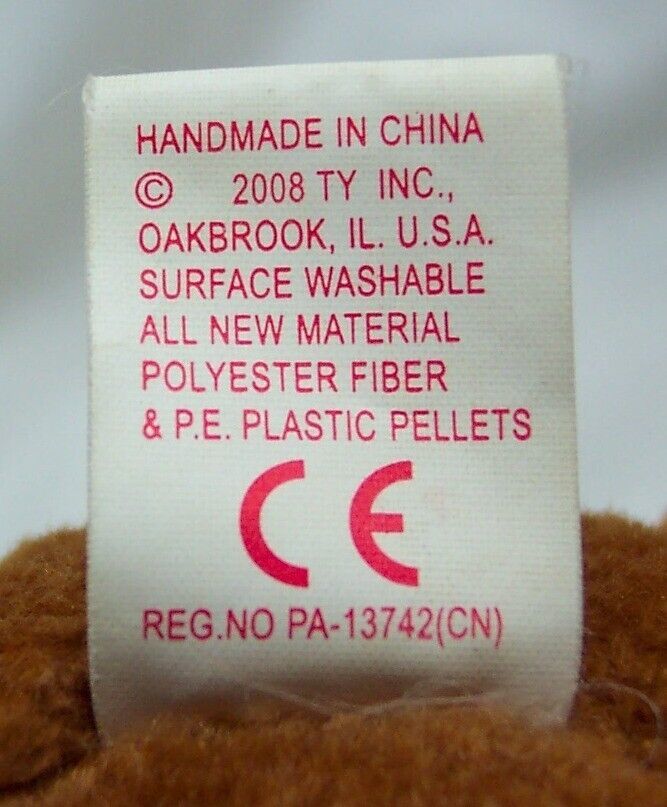 HANDMADE IN CHINA
© 2008 TY INC.,
OAKBROOK, IL. U.S.A.
SURFACE WASHABLE
ALL NEW MATERIAL
POLYESTER FIBER
& P.E. PLASTIC PELLETS
CE
REG.NO PA-13742(CN)